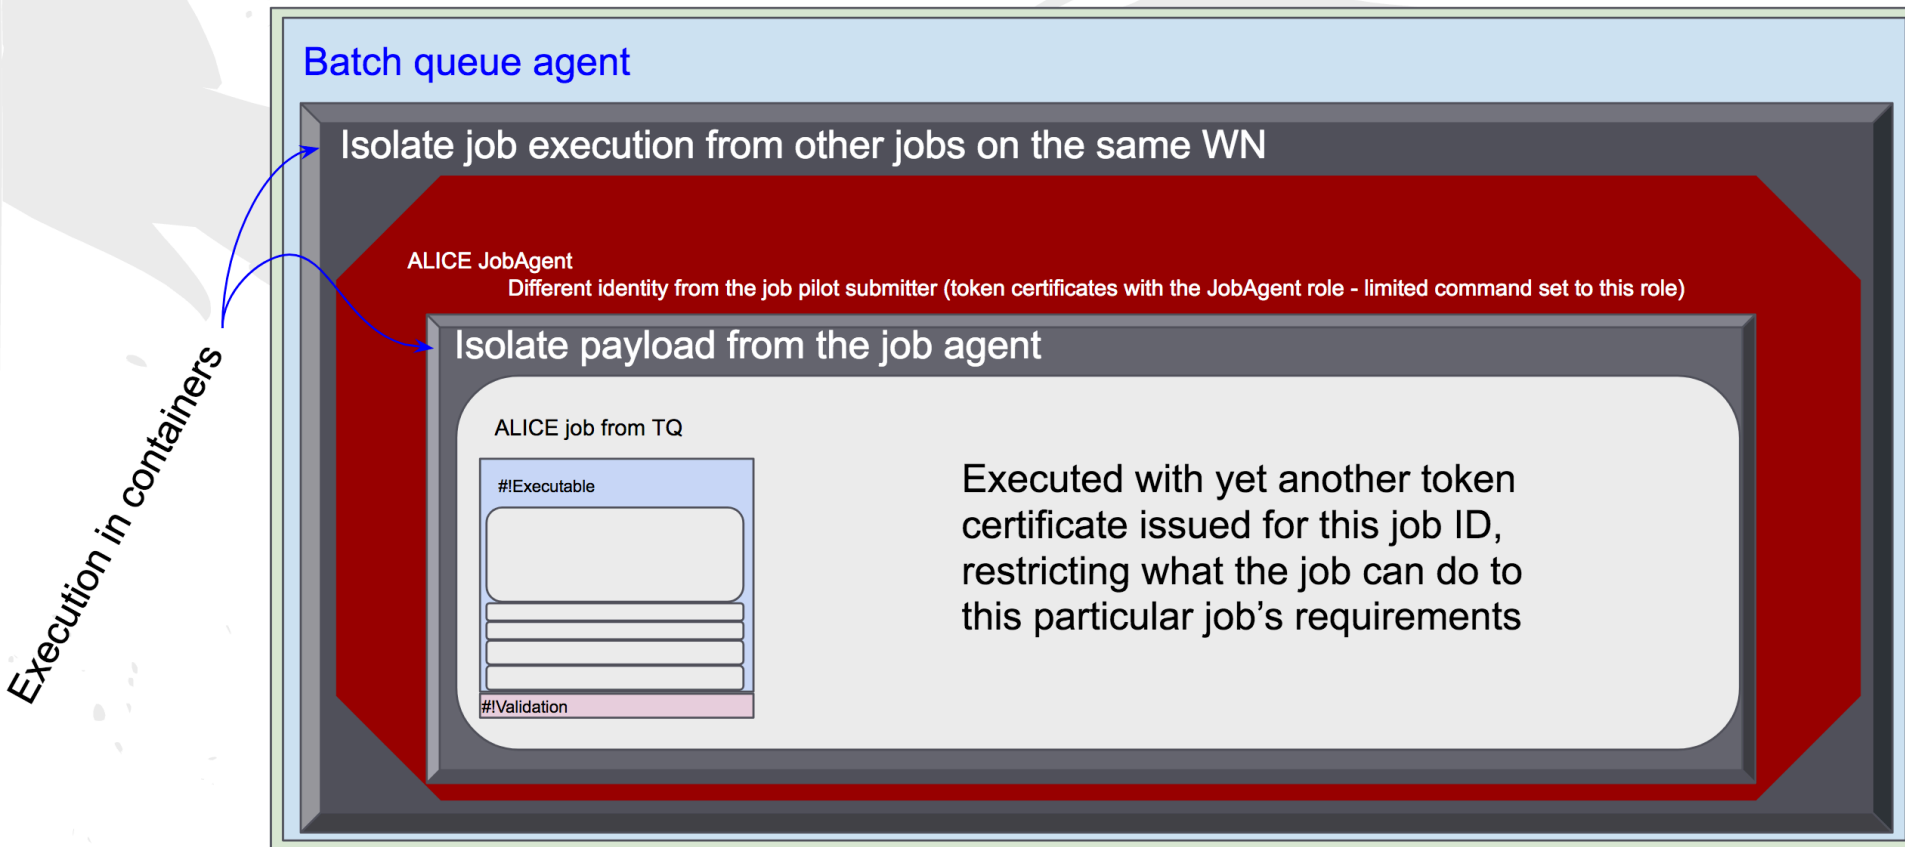 Batch queue agent
Isolate job execution from other jobs on the same WN
ALICE JobAgent
Different identity from the job pilot submitter (token certificates with the JobAgent role - limited command set to this role)
Isolate payload from the job agent
ALICE job from TQ
#!Executable
#!Validation
Executed with yet another token
certificate issued for this job ID,
restricting what the job can do to
this particular job’s requirements
Execution in containers